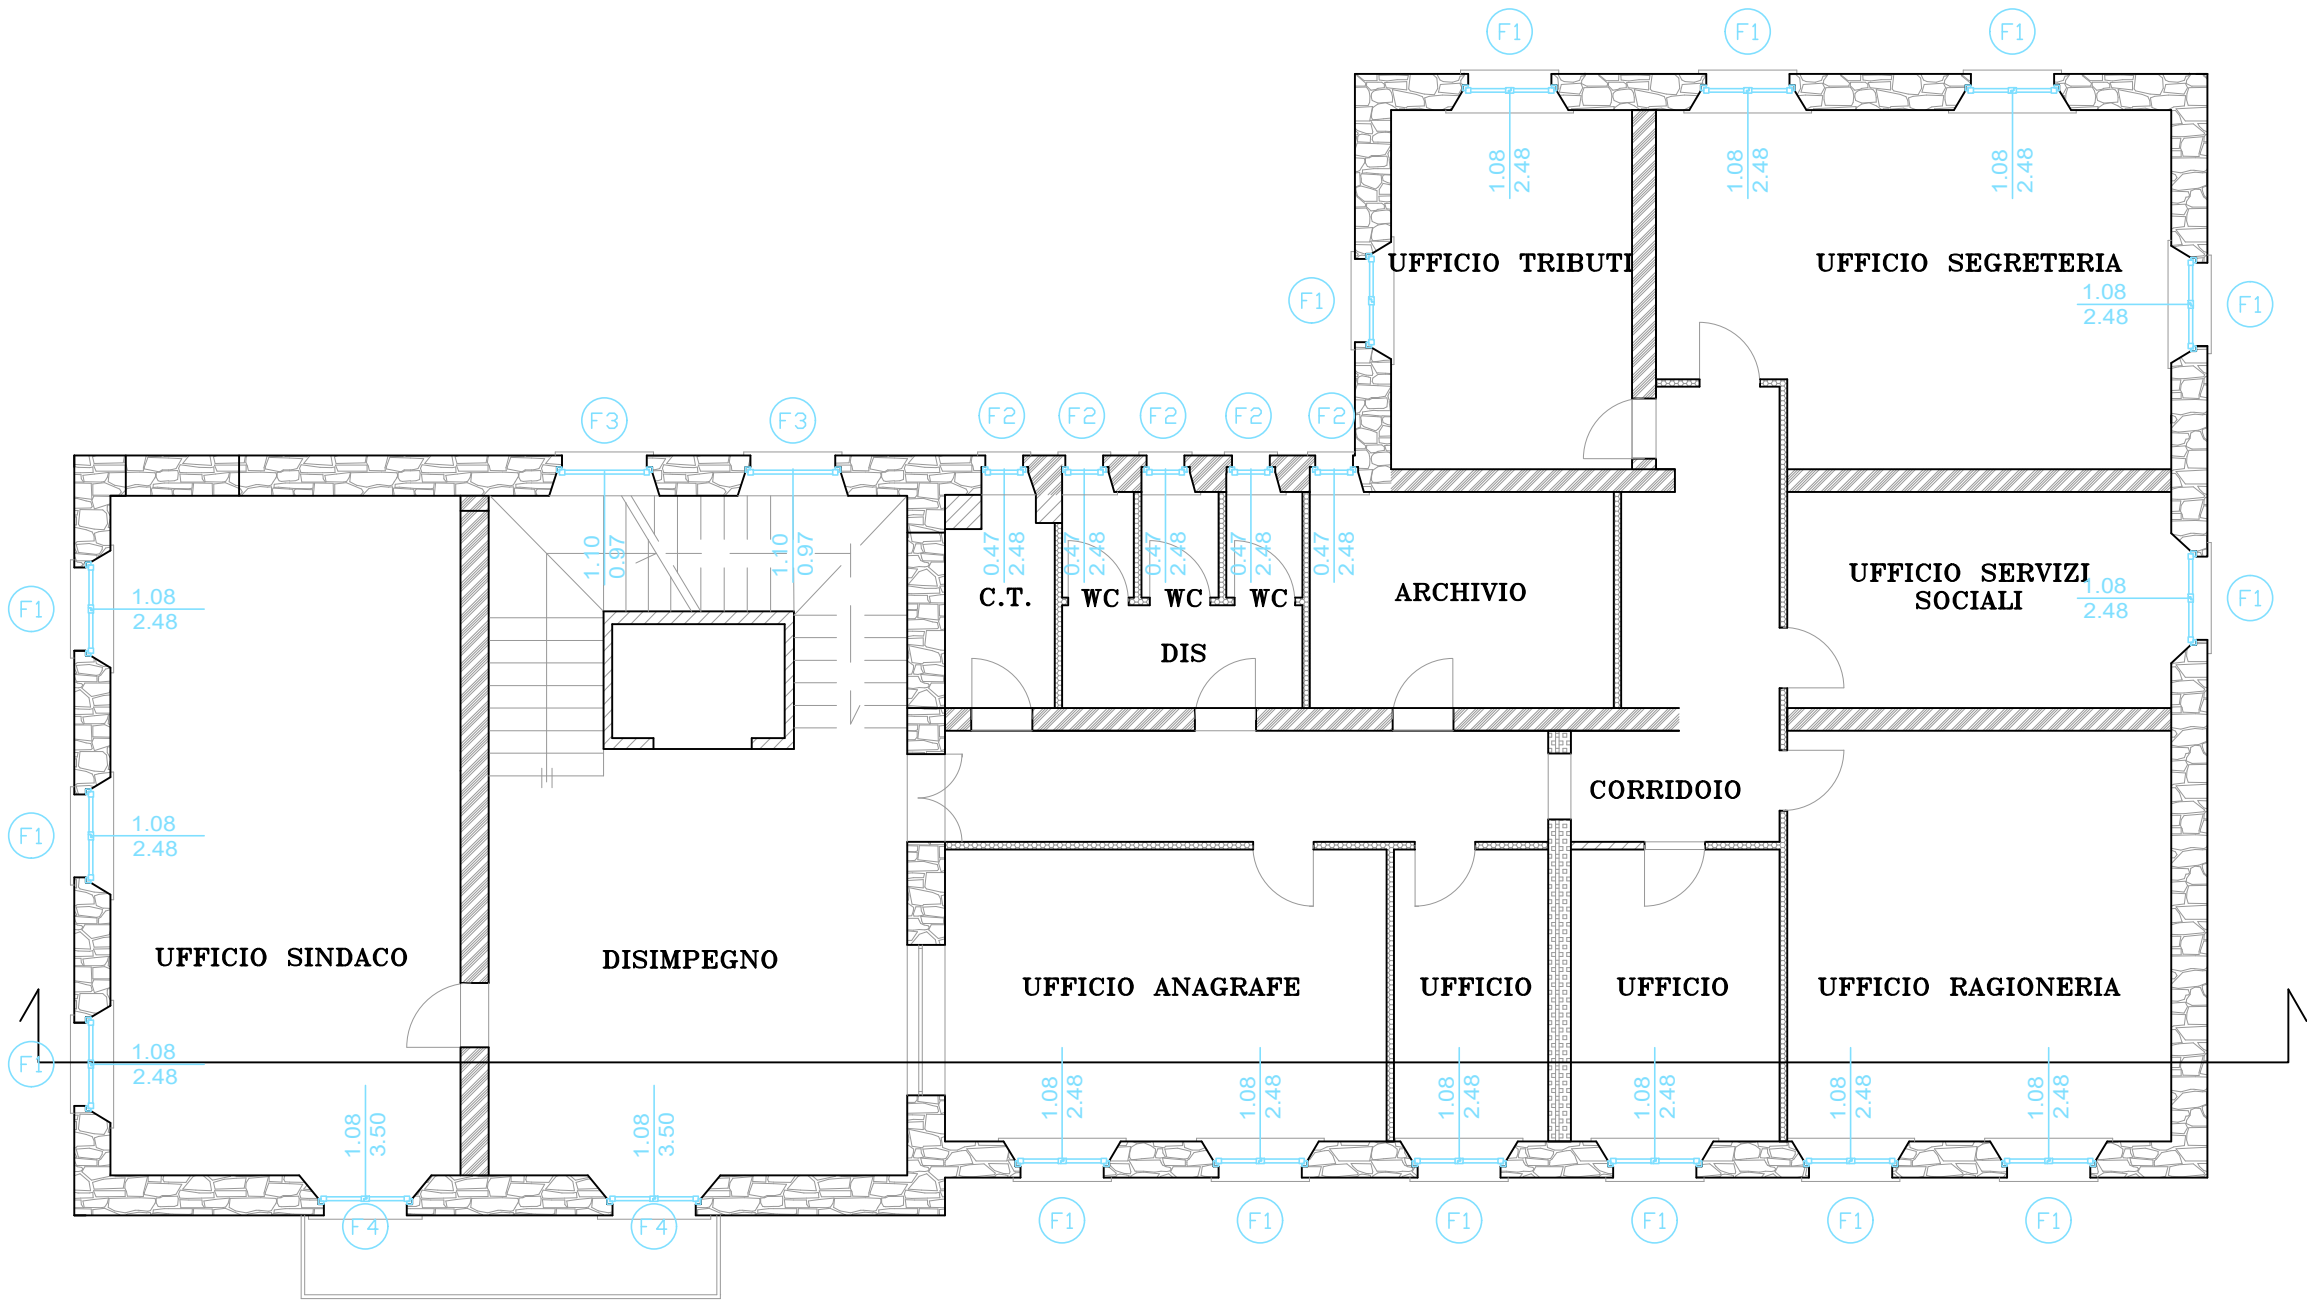 F1 F1 F1
1.08 2.48 1.08 2.48 1.08 2.48
UFFICIO TRIBUTI UFFICIO SEGRETERIA
F1 1.08 F1
2.48
F3 F3 F2 F2 F2 F2 F2
1.10 0.97 1.10 0.97 0.47 2.48 0.47 2.48 0.47 2.48 0.47 2.48 0.47 2.48
C.T. WC WC WC ARCHIVIO
UFFICIO SERVIZI
SOCIALI
1.08
2.48
F1
F1 1.08
2.48
DIS
CORRIDOIO
F1 1.08
2.48
UFFICIO SINDACO DISIMPEGNO
UFFICIO ANAGRAFE UFFICIO UFFICIO UFFICIO RAGIONERIA
F1 1.08
2.48
1.08 2.48 1.08 2.48 1.08 2.48 1.08 2.48 1.08 2.48 1.08 2.48
1.08 3.50 1.08 3.50
F4 F4 F1 F1 F1 F1 F1 F1